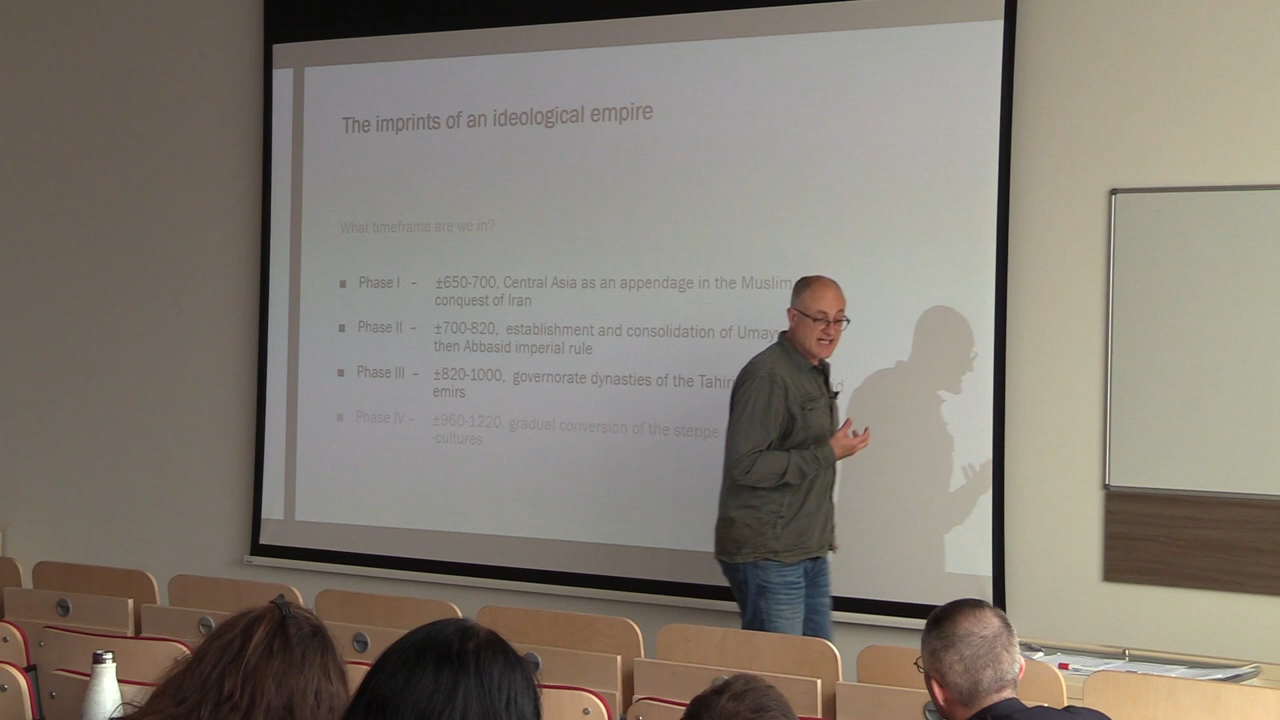 The imprints of an ideological empire
What timeframe are we in?
■ Phase I – ±650-700, Central Asia as an appendage in the Muslim
conquest of Iran
■ Phase II – ±700-820, establishment and consolidation of
then Abbasid imperial rule
■ Phase III – ±820-1000, governorate dynasties of the
emirs
■ Phase IV – ±960-1220, gradual conversion of the steppe
-cultures